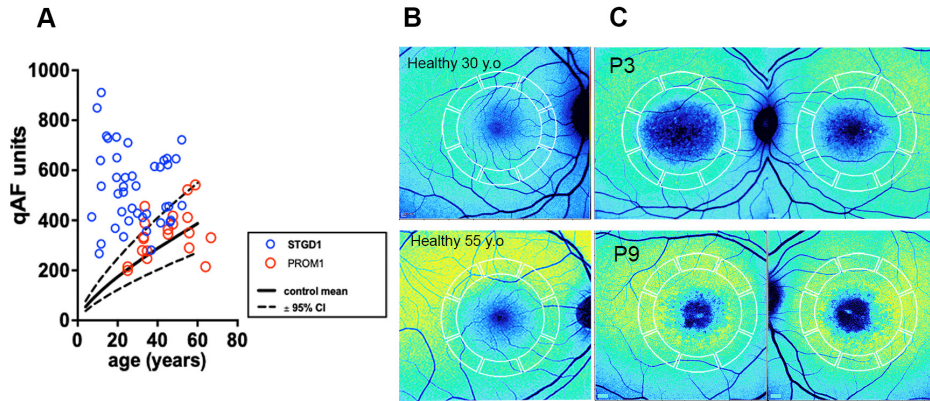 A
B
C
1000
800
600
400
200
0
qAF units
0 20 40 60 80
age (years)
STGD1
PROM1
control mean
± 95% CI
Healthy 30 y.o
P3
Healthy 55 y.o
P9